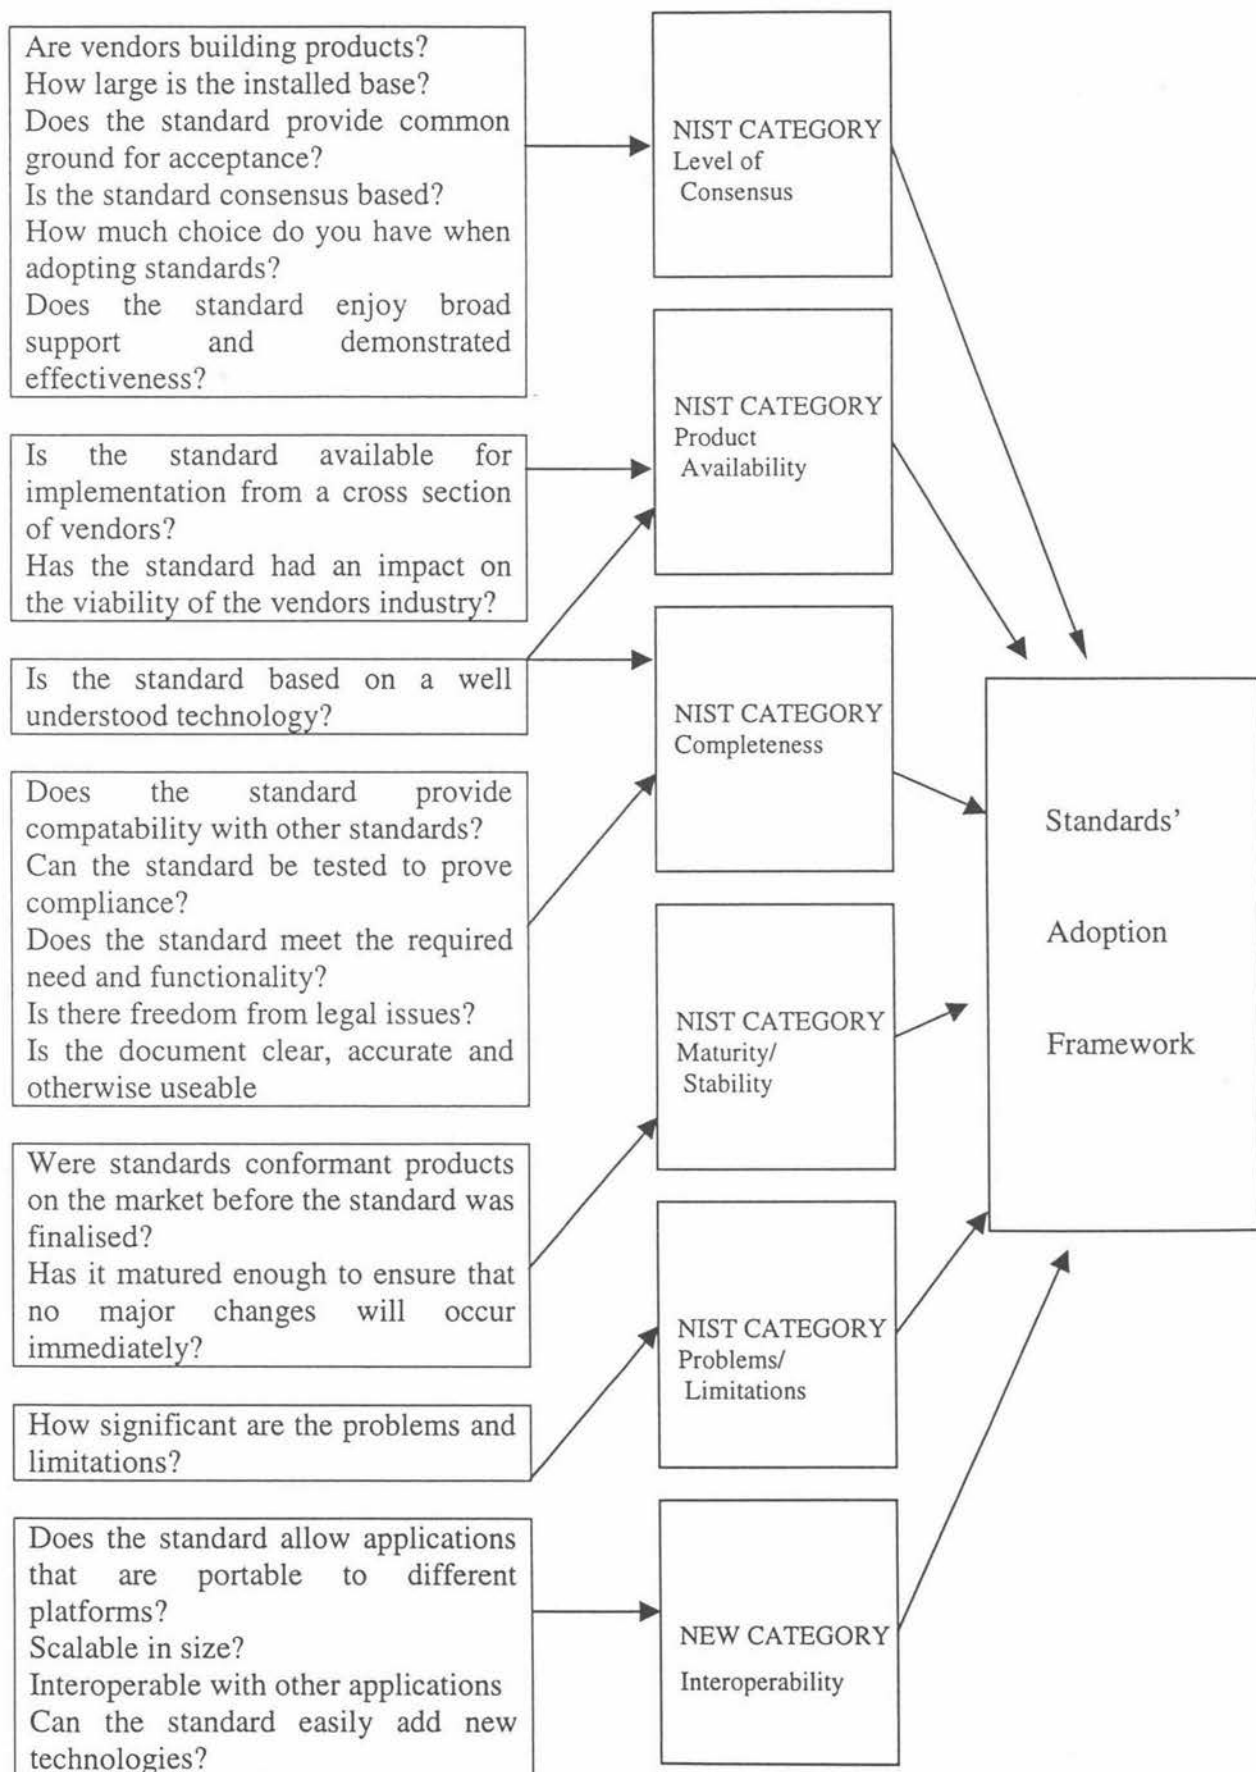 Are vendors building products?
How large is the installed base?
Does the standard provide common
ground for acceptance?
Is the standard consensus based?
How much choice do you have when
adopting standards?
Does the standard enjoy broad
support and demonstrated
effectiveness?
NIST CATEGORY
Level of
Consensus
Is the standard available for
implementation from a cross section
of vendors?
Has the standard had an impact on
the viability of the vendors industry?
NIST CATEGORY
Product
Availability
Is the standard based on a well
understood technology?
NIST CATEGORY
Completeness
Does the standard provide
compatability with other standards?
Can the standard be tested to prove
compliance?
Does the standard meet the required
need and functionality?
Is there freedom from legal issues?
Is the document clear, accurate and
otherwise useable
NIST CATEGORY
Maturity/
Stability
Were standards conformant products
on the market before the standard was
finalised?
Has it matured enough to ensure that
no major changes will occur
immediately?
NIST CATEGORY
Problems/
Limitations
How significant are the problems and
limitations?
Does the standard allow applications
that are portable to different
platforms?
Scalable in size?
Interoperable with other applications
Can the standard easily add new
technologies?
NEW CATEGORY
Interoperability
Standards’
Adoption
Framework